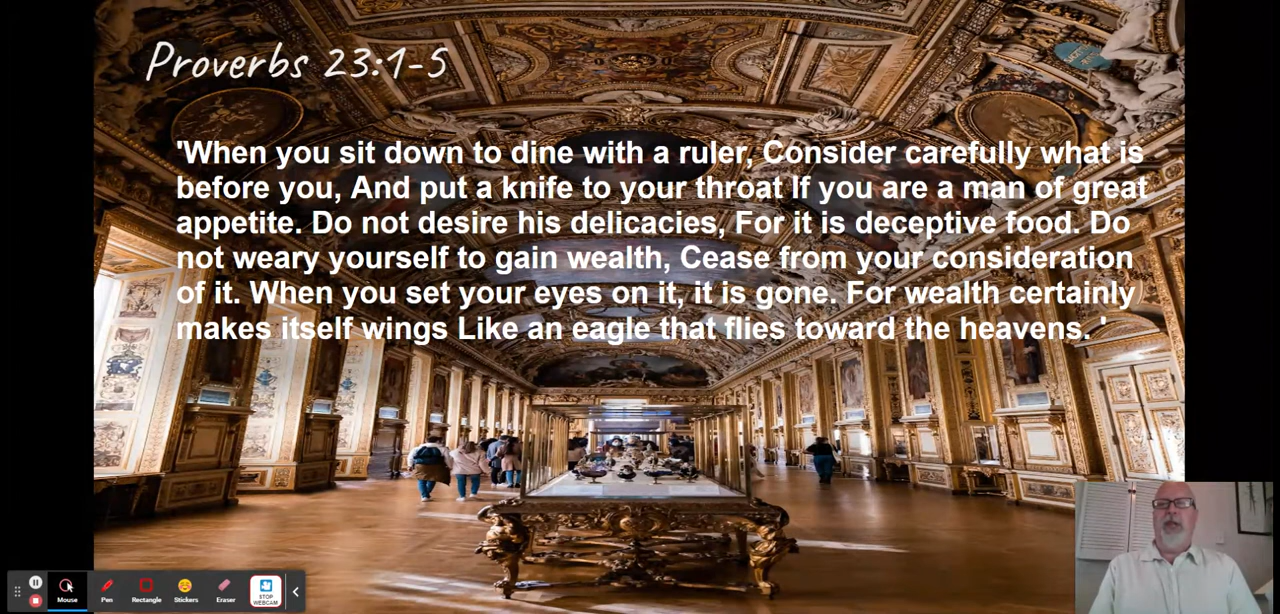 Proverbs 23:1-5
'When you sit down to dine with a ruler, Consider carefully what is
before you, And put a knife to your throat If you are a man of great
appetite. Do not desire his delicacies, For it is deceptive food. Do
not weary yourself to gain wealth, Cease from your consideration
of it. When you set your eyes on it, it is gone. For wealth certainly
makes itself wings Like an eagle that flies toward the heavens. '
Mouse
Pen
Rectangle
Stickers
Eraser
STOP
WEBCAM